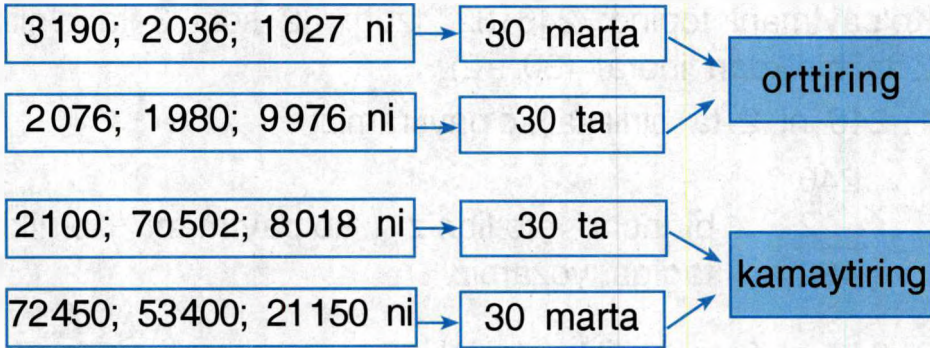 3190; 2036; 1027 ni
30 marta
2076; 1980; 9976 ni
30 ta
orttiring
2100; 70502; 8018 ni
30 ta
72450; 53400; 21150 ni
30 marta
kamaytiring